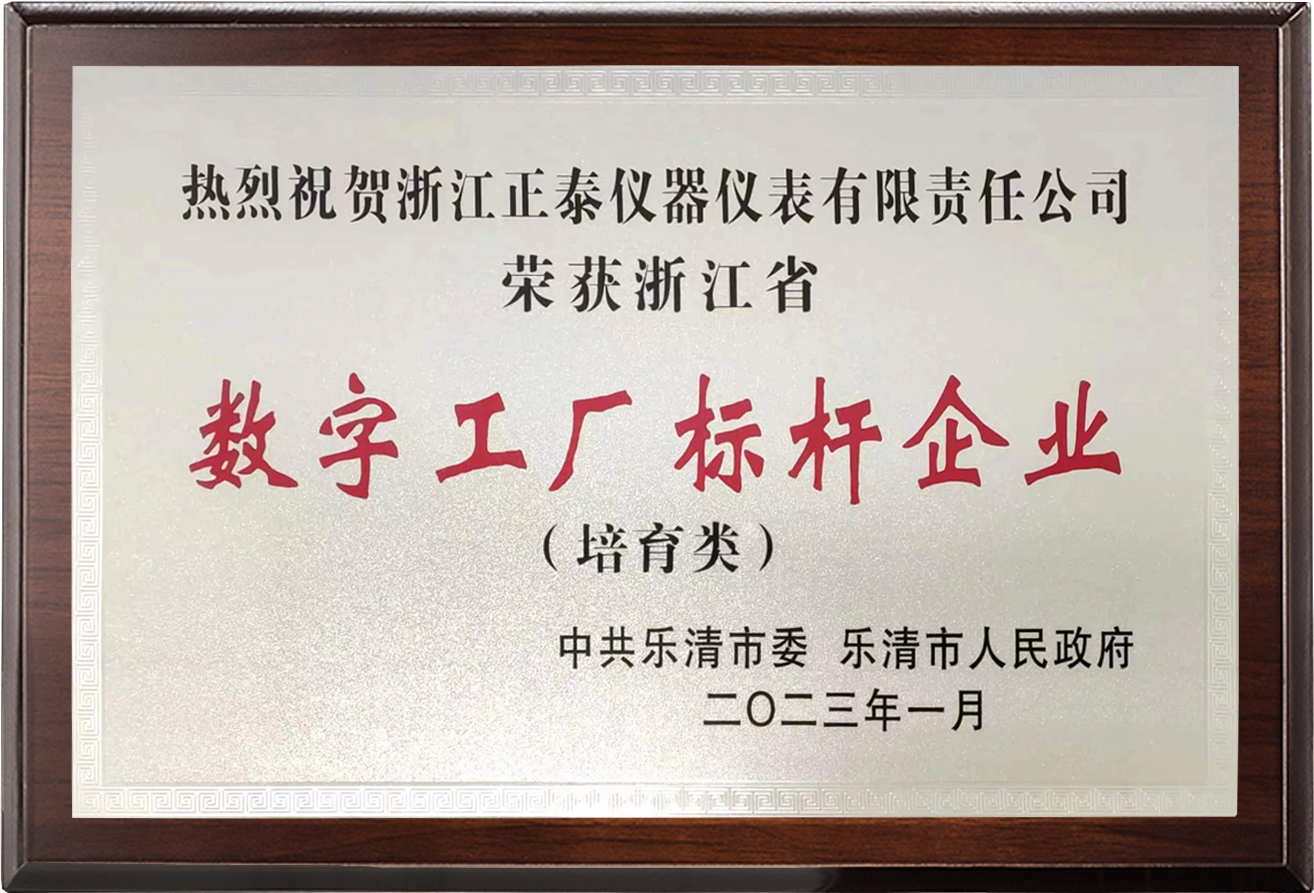 热烈祝贺浙江正泰仪器仪表有限责任公司
荣获浙江省
数字工厂标杆企业
（培育类）
中共乐清市委 乐清市人民政府
二〇二三年一月